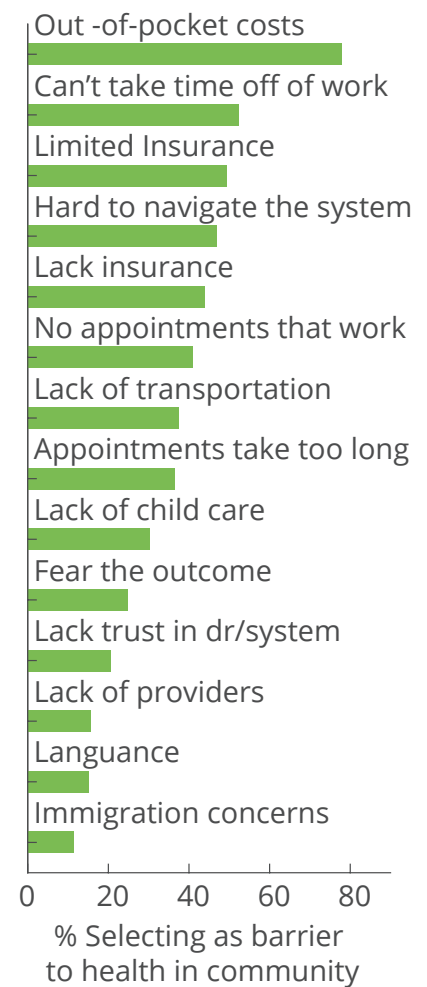 Out -of-pocket costs
Can’t take time off of work
Limited Insurance
Hard to navigate the system
Lack insurance
No appointments that work
Lack of transportation
Appointments take too long
Lack of child care
Fear the outcome
Lack trust in dr/system
Lack of providers
Languance
Immigration concerns
0 20 40 60 80
% Selecting as barrier
to health in community